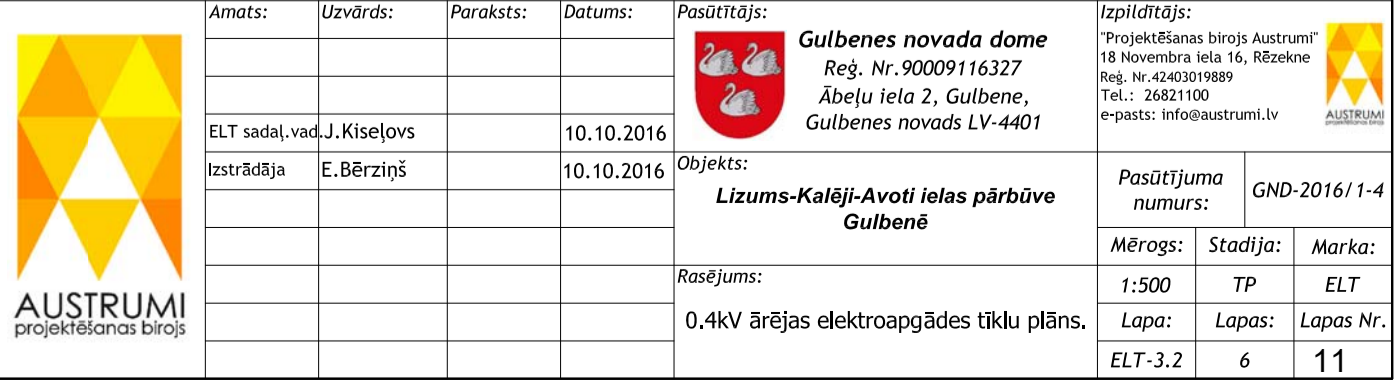 AUSTRUMI
projektēšanas birojs
Amats: Uzvārds: Paraksts: Datums:
ELT sadaļ.vad. J.Kiseļovs 10.10.2016
Izstrādāja E.Bērziņš 10.10.2016
Pasūtītājs:
Gulbenes novada dome
Reģ. Nr.90009116327
Ābeļu iela 2, Gulbene,
Gulbenes novads LV-4401
Objekts:
Lizums-Kalēji-Avoti ielas pārbūve
Gulbenē
Rasējums:
0.4kV ārējas elektroapgādes tīklu plāns.
Izpildītājs:
"Projektēšanas birojs Austrumi"
18 Novembra iela 16, Rēzekne
Reģ. Nr.42403019889
Tel.: 26821100
e-pasts: info@austrumi.lv
AUSTRUMI
projektēšanas birojs
Pasūtījuma
numurs:
GND-2016/1-4
Mērogs: Stadija: Marka:
1:500 TP ELT
Lapa: Lapas: Lapas Nr.
ELT-3.2 6 11